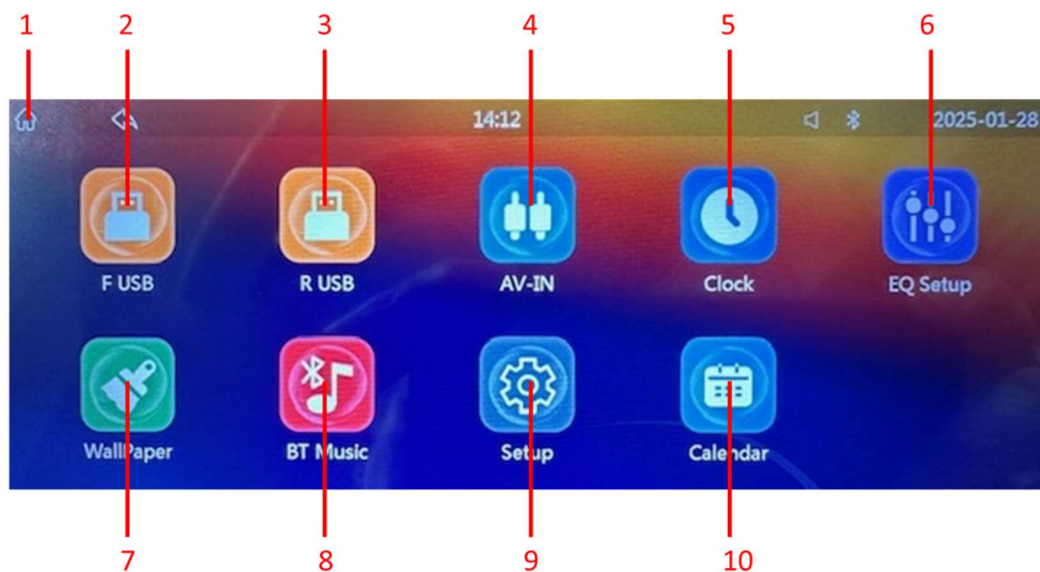 1 2 3 4 5 6
14:12 2025-01-28
F USB R USB AV-IN Clock EQ Setup
WallPaper BT Music Setup Calendar
7 8 9 10